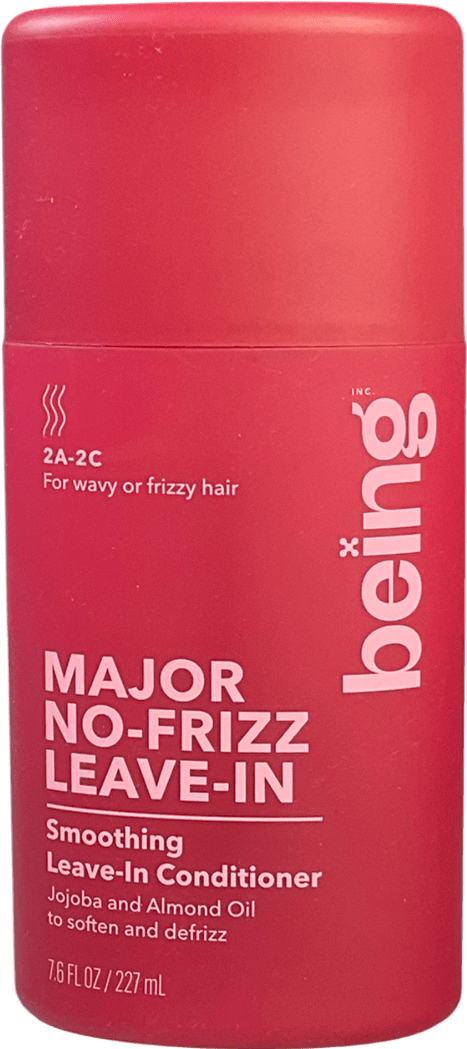 INC.
being
2A-2C
For wavy or frizzy hair
MAJOR
NO-FRIZZ
LEAVE-IN
Smoothing
Leave-In Conditioner
Jojoba and Almond Oil
to soften and defrizz
7.6 FL OZ / 227 mL